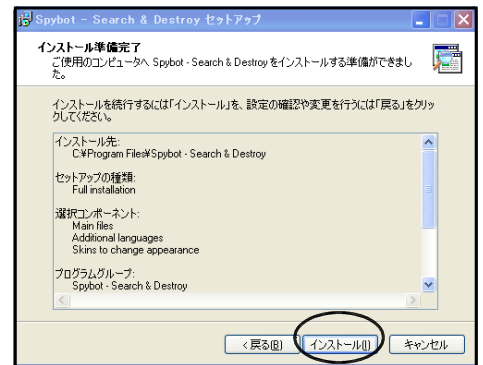 Spybot - Search & Destroy セットアップ
インストール準備完了
ご使用のコンピュータへ Spybot - Search & Destroy をインストールする準備ができまし
た。
インストールを続行するには「インストール」を、設定の確認や変更を行うには「戻る」をクリッ
クしてください。
インストール先:
C:¥Program Files¥Spybot - Search & Destroy
セットアップの種類:
Full installation
選択コンポーネント:
Main files
Additional languages
Skins to change appearance
プログラムグループ:
Spybot - Search & Destroy
< 戻る(B)
インストール(I)
キャンセル